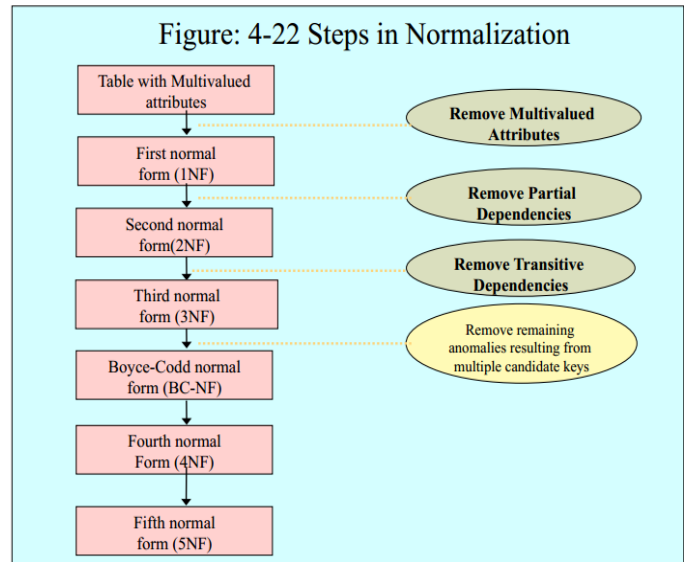 Figure: 4-22 Steps in Normalization
Table with Multivalued
attributes
Remove Multivalued
Attributes
First normal
form (1NF)
Remove Partial
Dependencies
Second normal
form(2NF)
Remove Transitive
Dependencies
Third normal
form (3NF)
Remove remaining
anomalies resulting from
multiple candidate keys
Boyce-Codd normal
form (BC-NF)
Fourth normal
Form (4NF)
Fifth normal
form (5NF)